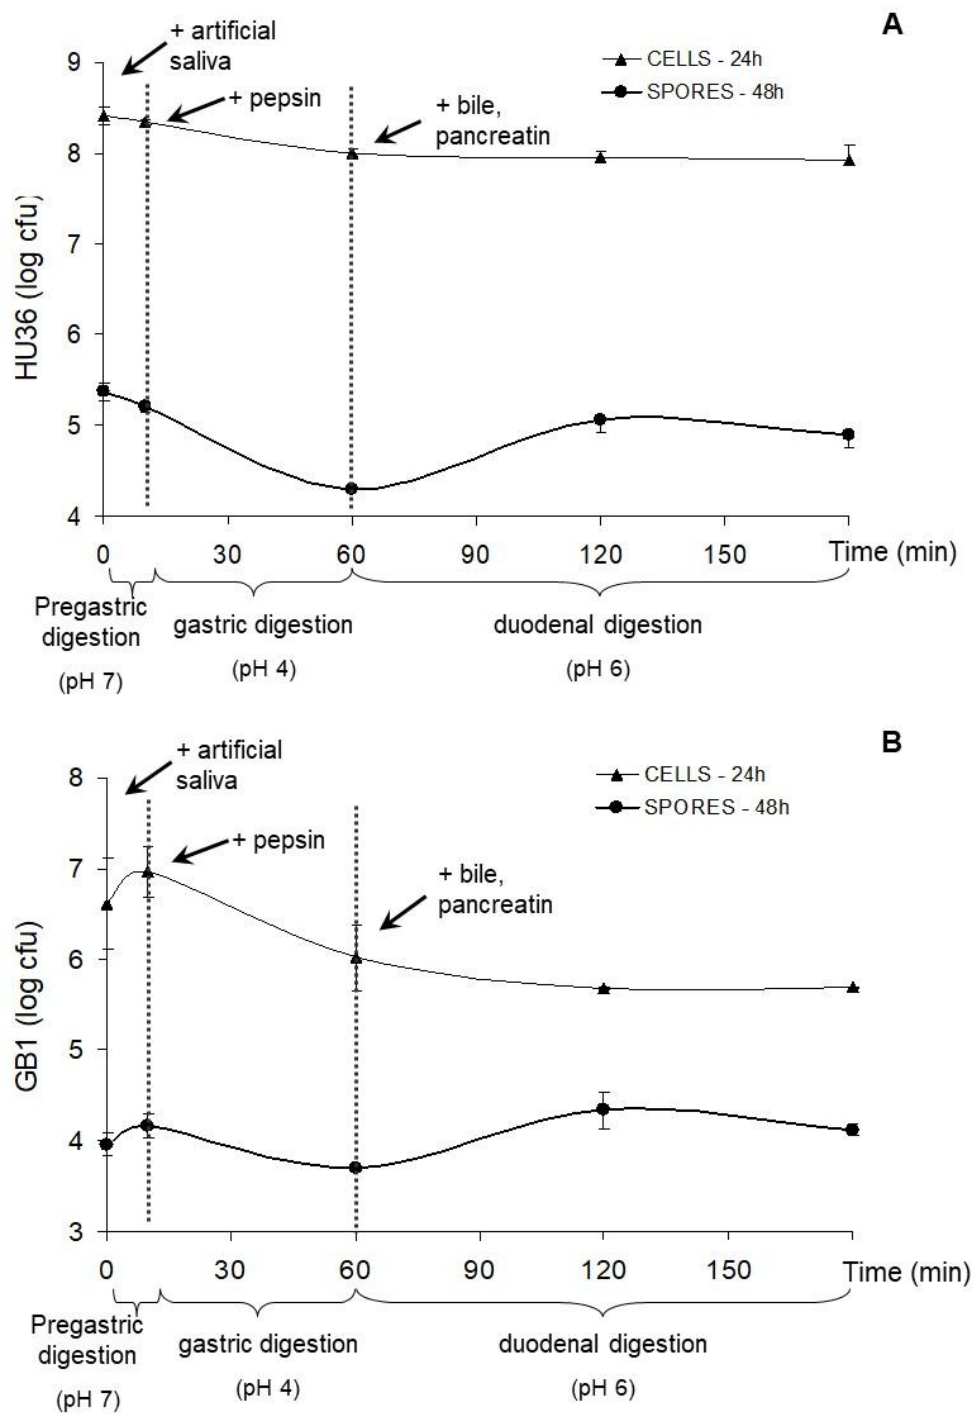 A
+ artificial
saliva
CELLS - 24h
SPORES - 48h
+ pepsin
+ bile,
pancreatin
9
8
7
6
5
4
HU36 (log cfu)
0 30 60 90 120 150 Time (min)
Pregastric
digestion
(pH 7)
gastric digestion
(pH 4)
duodenal digestion
(pH 6)
B
+ artificial
saliva
CELLS - 24h
SPORES - 48h
+ pepsin
+ bile,
pancreatin
8
7
6
5
4
3
GB1 (log cfu)
0 30 60 90 120 150 Time (min)
Pregastric
digestion
(pH 7)
gastric digestion
(pH 4)
duodenal digestion
(pH 6)